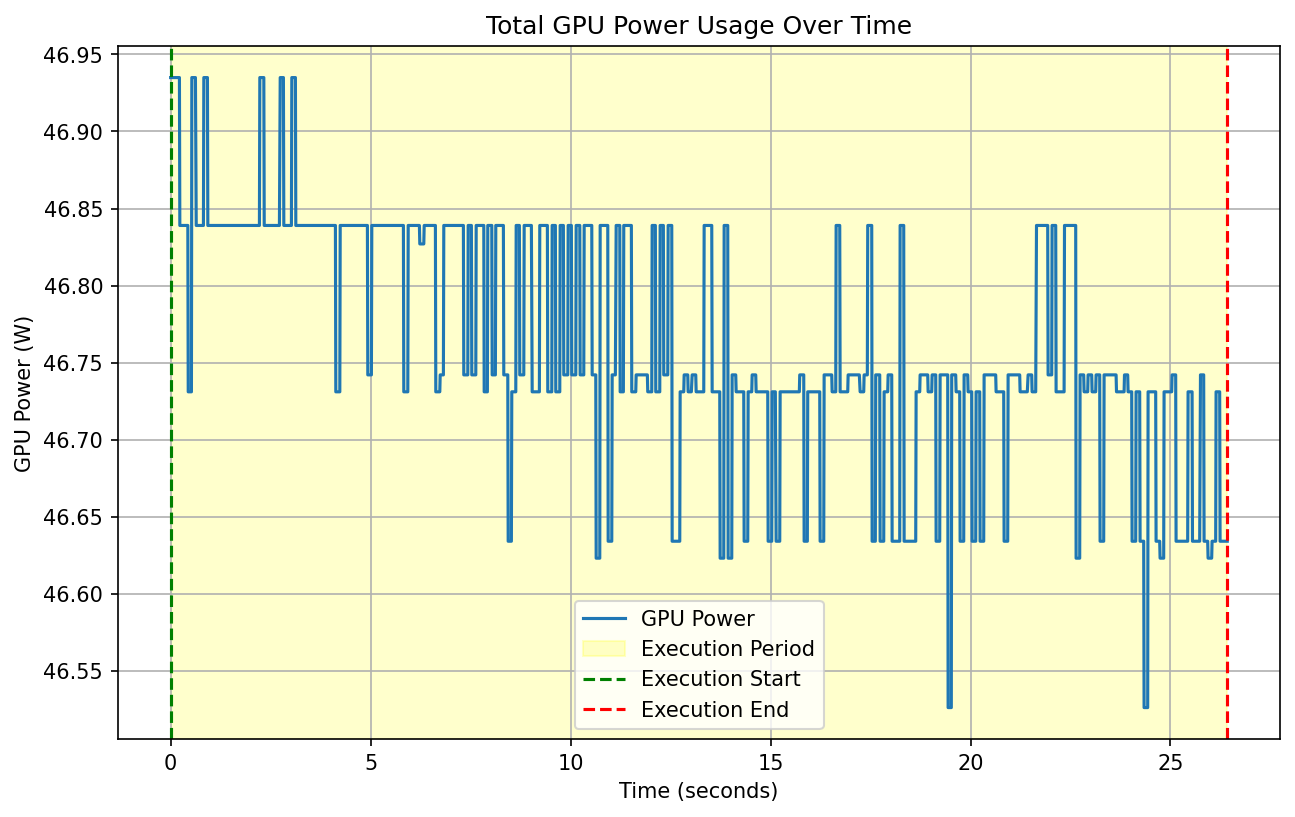 Total GPU Power Usage Over Time
46.95
46.90
46.85
46.80
46.75
46.70
46.65
46.60
46.55
GPU Power (W)
GPU Power
Execution Period
Execution Start
Execution End
0 5 10 15 20 25
Time (seconds)